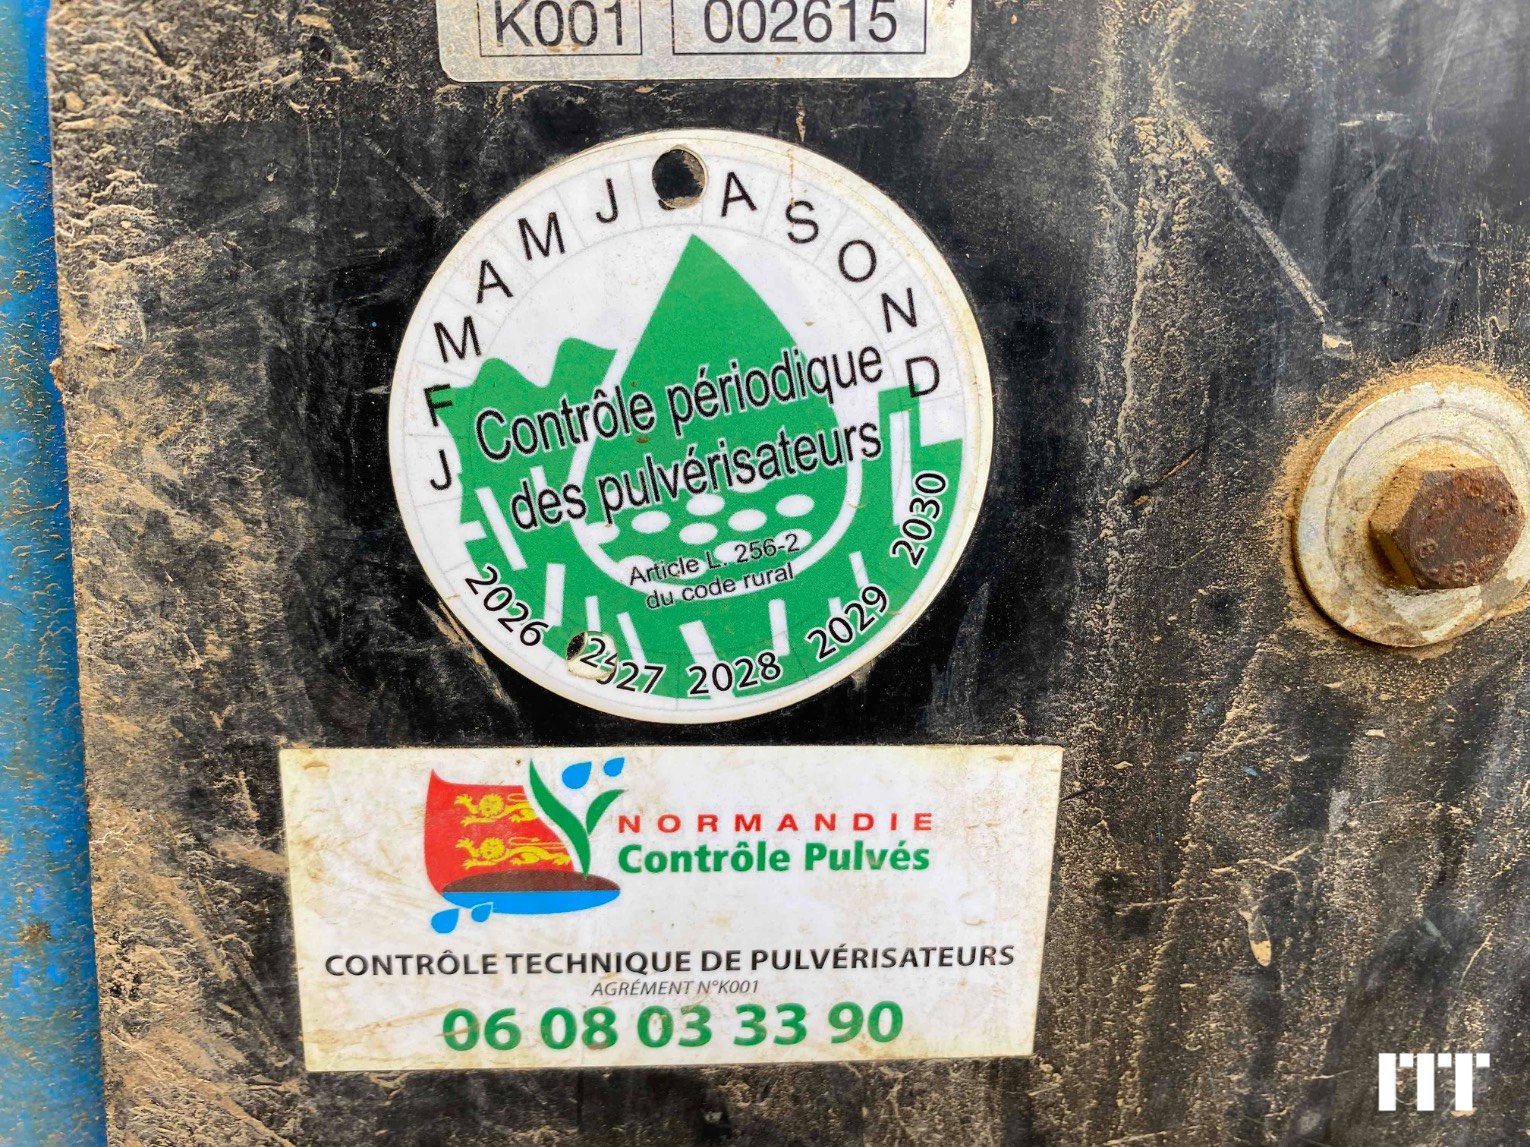 K001 002615
J F M A M J A S O N D
Contrôle périodique
des pulvérisateurs
Article L. 256-2
du code rural
2026 2027 2028 2029 2030
NORMANDIE
Contrôle Pulvés
CONTRÔLE TECHNIQUE DE PULVÉRISATEURS
AGRÉMENT N°K001
06 08 03 33 90